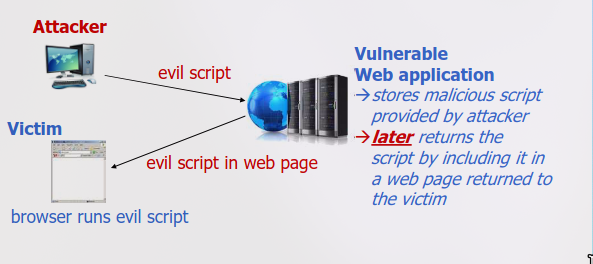 Attacker
evil script
Vulnerable
Web application
→stores malicious script
provided by attacker
→later returns the
script by including it in
a web page returned to
the victim
Victim
evil script in web page
browser runs evil script